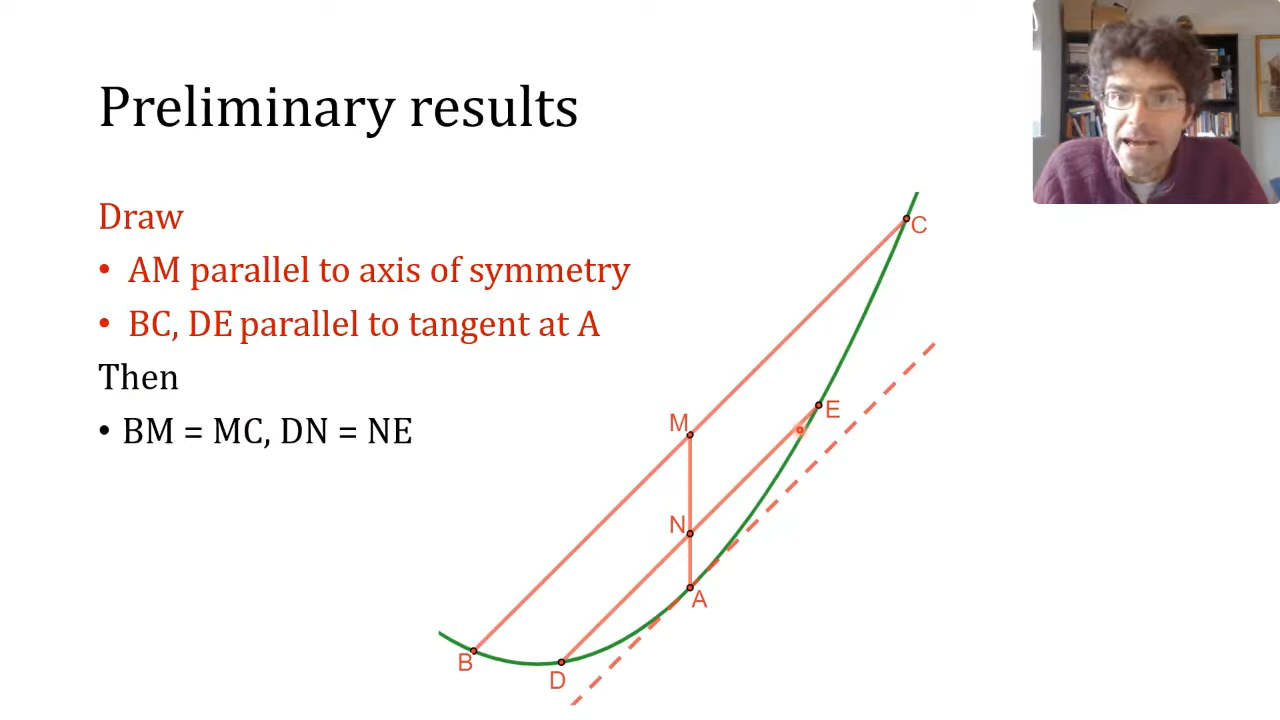 Preliminary results
Draw
• AM parallel to axis of symmetry
• BC, DE parallel to tangent at A
Then
• BM = MC, DN = NE
C
E
M
N
A
B
D